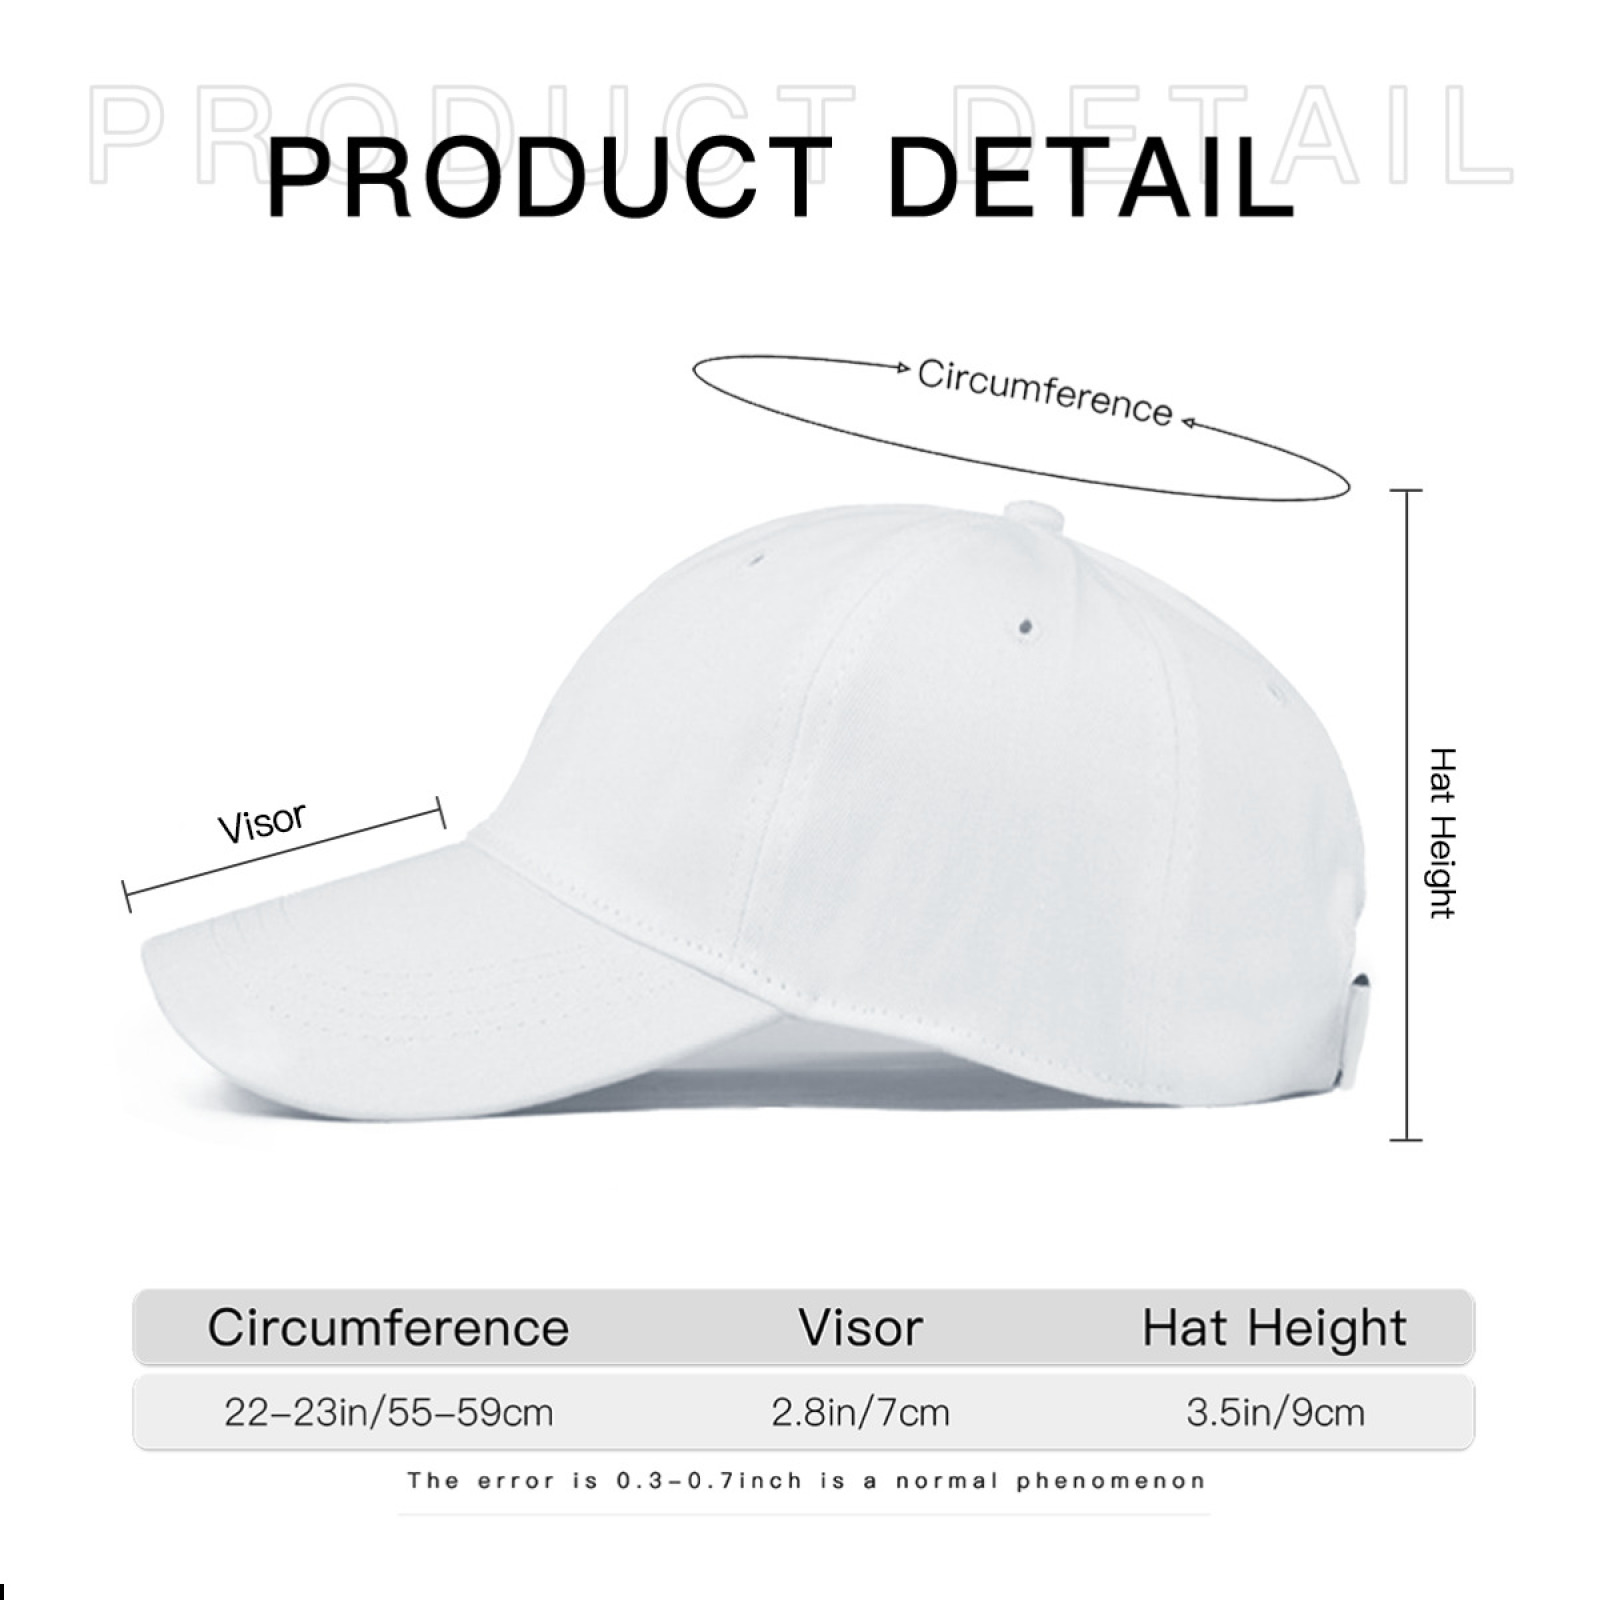 PRODUCT DETAIL
PRODUCT DETAIL
Circumference
Visor
Hat Height
Circumference Visor Hat Height
22-23in/55-59cm 2.8in/7cm 3.5in/9cm
The error is 0.3-0.7inch is a normal phenomenon